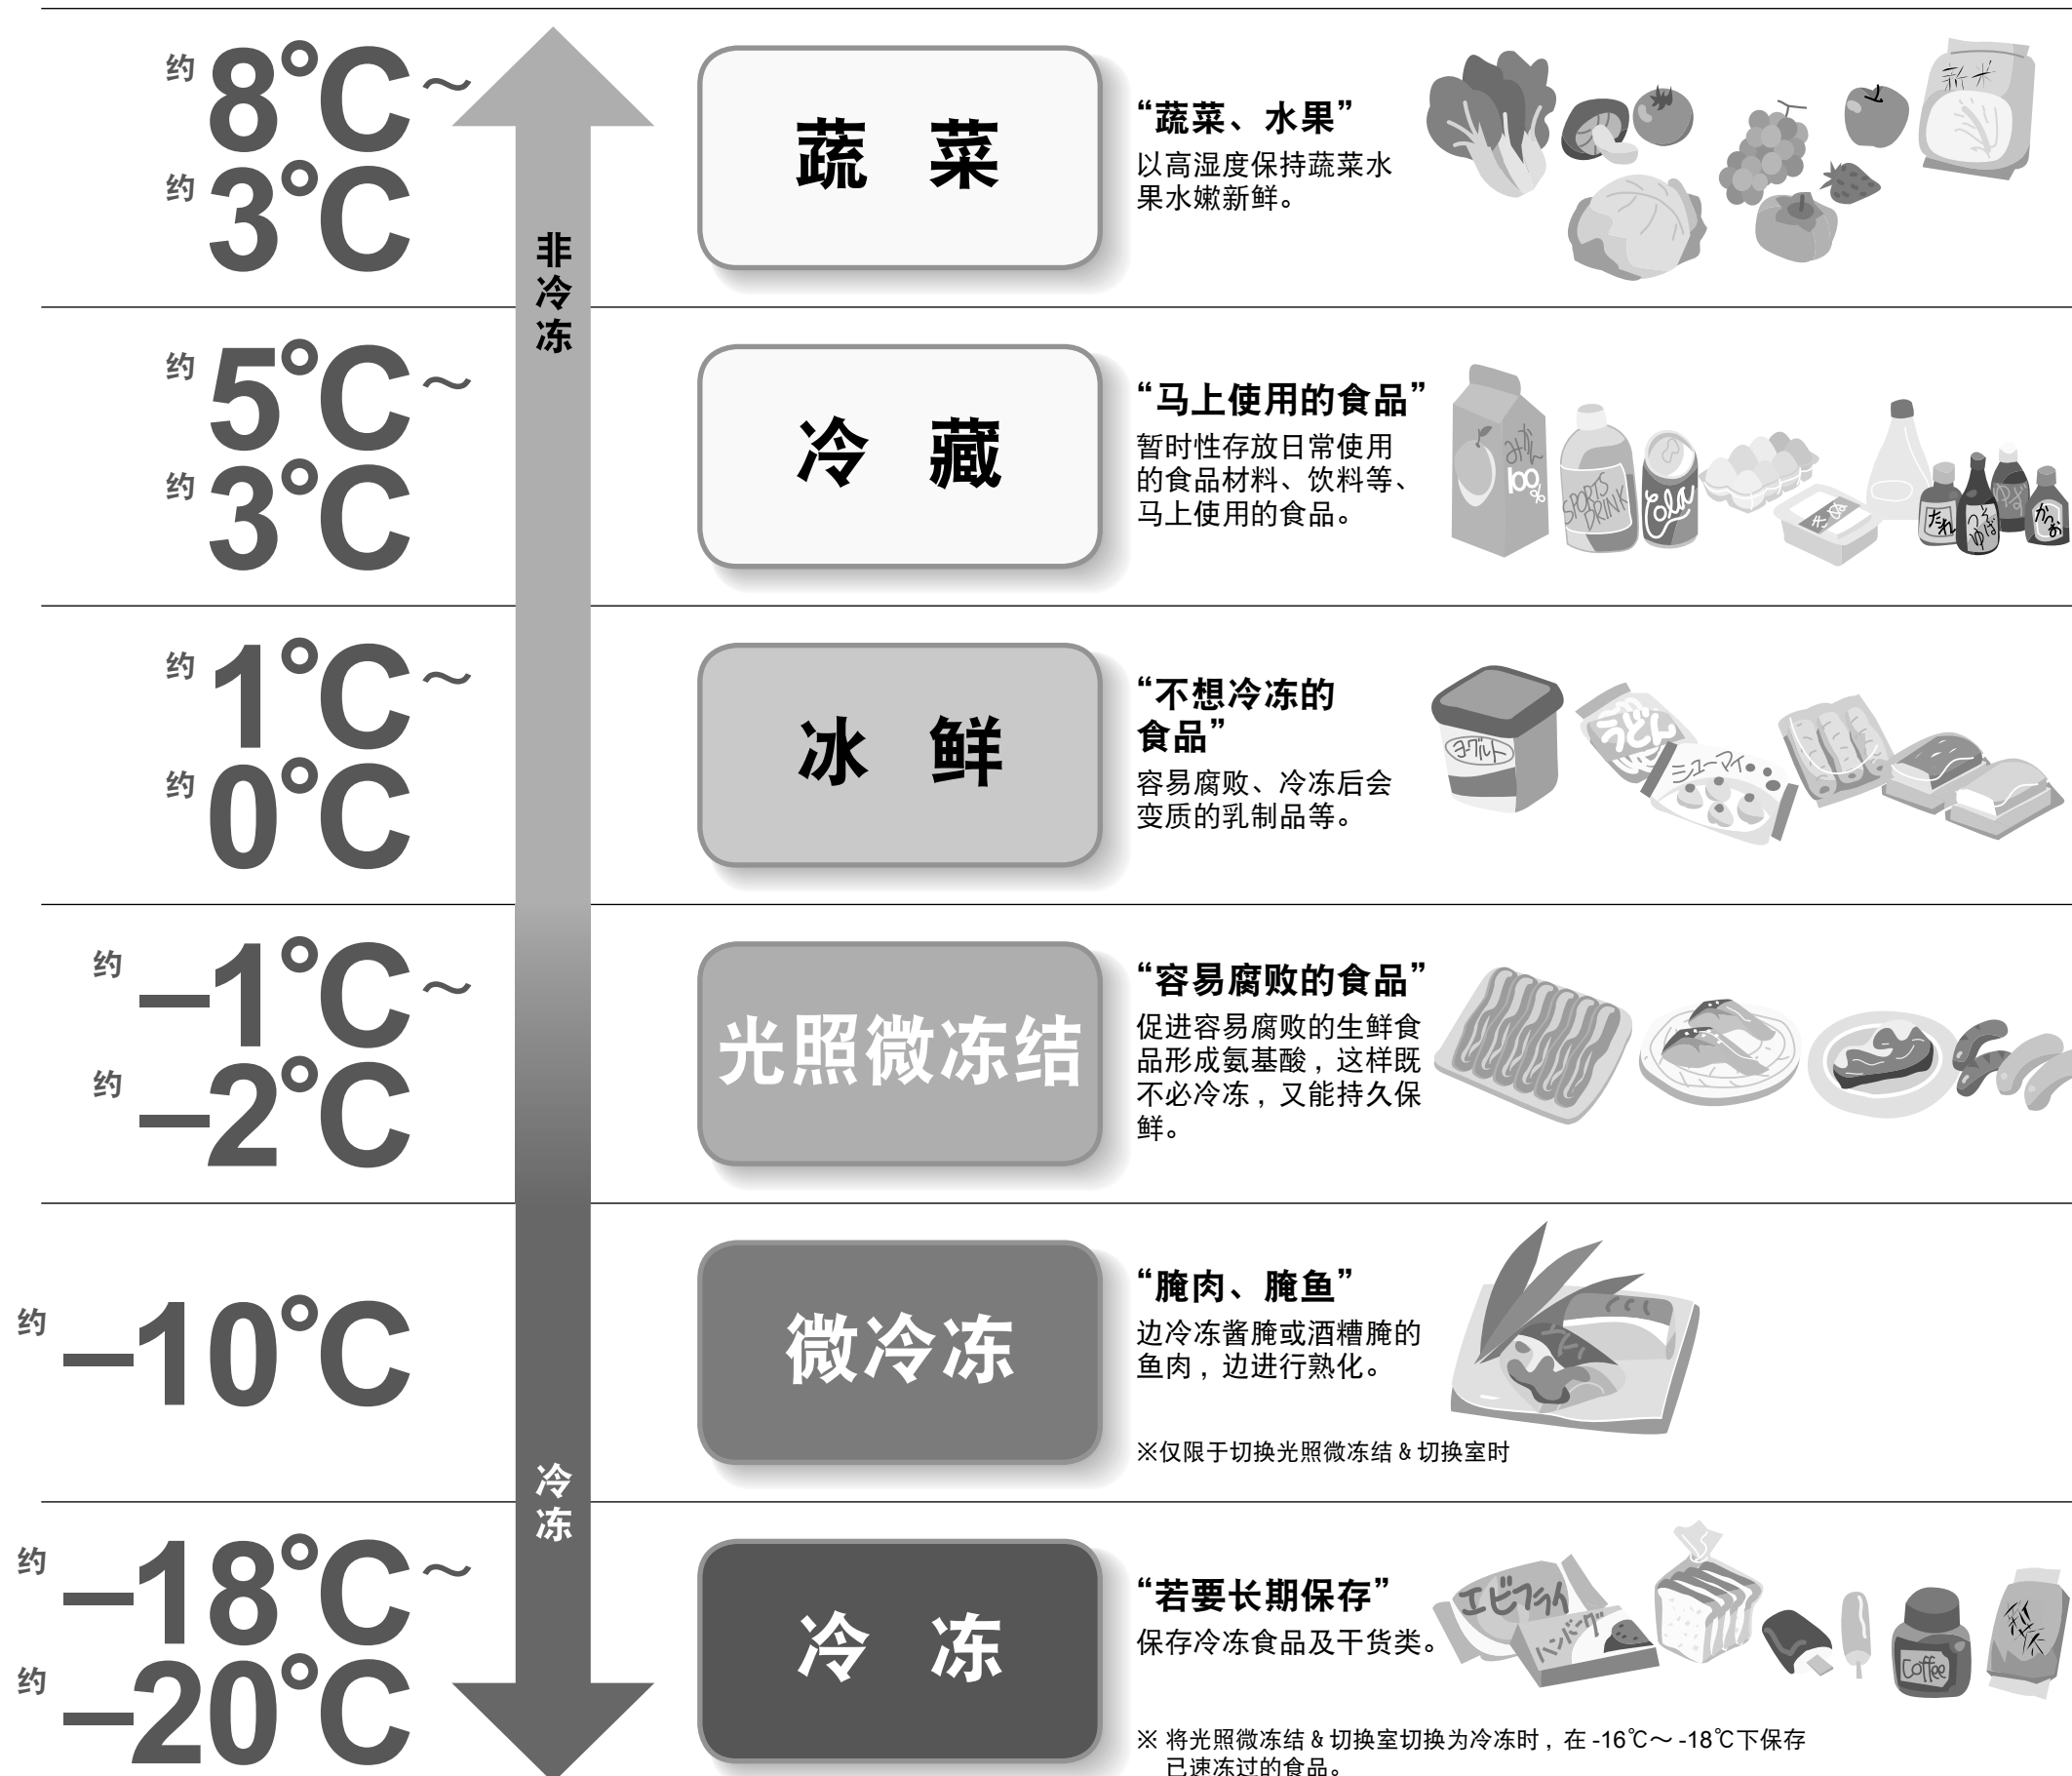 约 8℃～
约 3℃
非冷冻
蔬 菜
“蔬菜、水果”
以高湿度保持蔬菜水
果水嫩新鲜。
新米
约 5℃～
约 3℃
冷 藏
“马上使用的食品”
暂时性存放日常使用
的食品材料、饮料等、
马上使用的食品。
みかん
100%
SPORTS
DRINK
Cola
きぬ
たれ
そば
つゆ
かつお
约 1℃～
约 0℃
冰 鲜
“不想冷冻的
食品”
容易腐败、冷冻后会
变质的乳制品等。
ヨーグルト
うどん
シューマイ
约 –1℃～
约 –2℃
光照微冻结
“容易腐败的食品”
促进容易腐败的生鲜食
品形成氨基酸，这样既
不必冷冻，又能持久保
鲜。
约 –10℃
微冷冻
“腌肉、腌鱼”
边冷冻酱腌或酒糟腌的
鱼肉，边进行熟化。
※仅限于切换光照微冻结 & 切换室时
冷冻
约 –18℃～
约 –20℃
冷 冻
“若要长期保存”
保存冷冻食品及干货类。
エビフライ
ハンバーグ
Coffee
新茶
※ 将光照微冻结 & 切换室切换为冷冻时，在 -16℃～ -18℃下保存
已速冻过的食品。